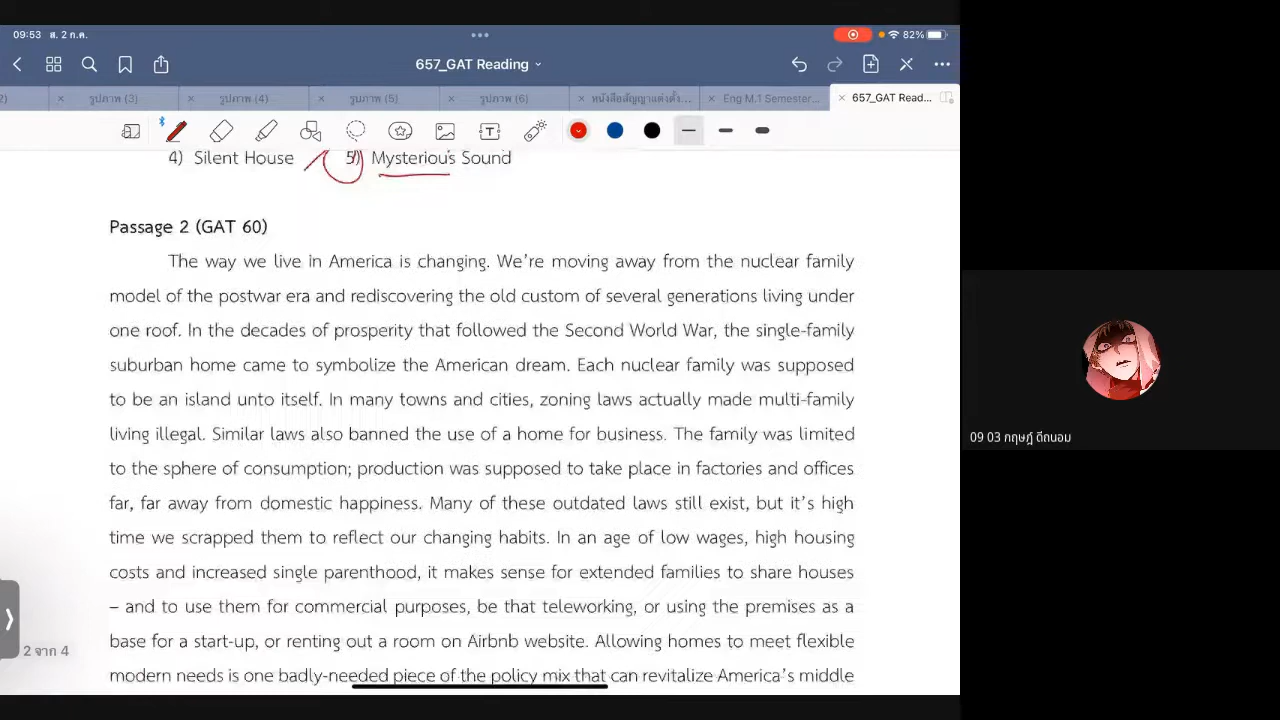 09:53 ส. 2 ก.ค.
82%
657_GAT Reading
2)
รูปภาพ (3)
รูปภาพ (4)
รูปภาพ (5)
รูปภาพ (6)
หนังสือสัญญาแต่งตั้ง...
Eng M.1 Semester...
657_GAT Read...
4) Silent House 5) Mysterious Sound
Passage 2 (GAT 60)
The way we live in America is changing. We're moving away from the nuclear family
model of the postwar era and rediscovering the old custom of several generations living under
one roof. In the decades of prosperity that followed the Second World War, the single-family
suburban home came to symbolize the American dream. Each nuclear family was supposed
to be an island unto itself. In many towns and cities, zoning laws actually made multi-family
living illegal. Similar laws also banned the use of a home for business. The family was limited
to the sphere of consumption; production was supposed to take place in factories and offices
far, far away from domestic happiness. Many of these outdated laws still exist, but it's high
time we scrapped them to reflect our changing habits. In an age of low wages, high housing
costs and increased single parenthood, it makes sense for extended families to share houses
– and to use them for commercial purposes, be that teleworking, or using the premises as a
base for a start-up, or renting out a room on Airbnb website. Allowing homes to meet flexible
modern needs is one badly-needed piece of the policy mix that can revitalize America's middle
2 จาก 4
09 03 กฤษฎ์ ดีถนอม